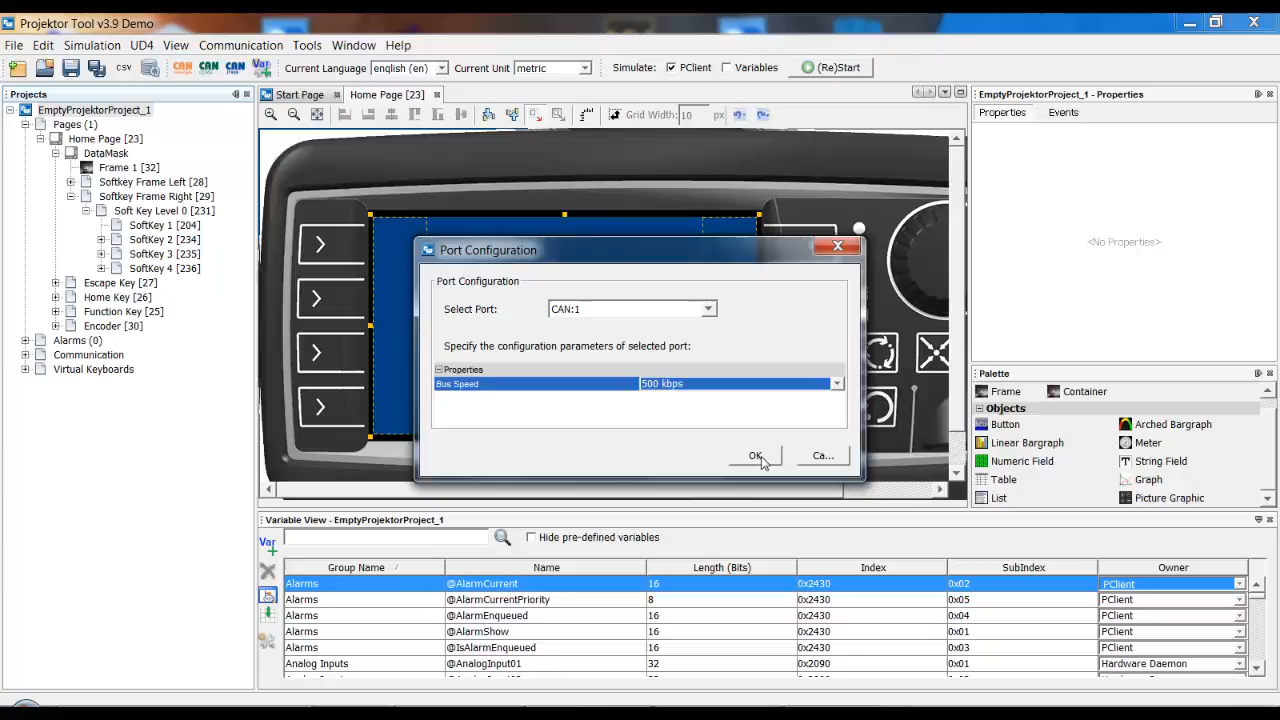 Projektor Tool v3.9 Demo
File Edit Simulation UD4 View Communication Tools Window Help
CSV CAN CAN CAN Var Current Language english (en) Current Unit metric Simulate: PClient Variables (Re)Start
Projects
EmptyProjektorProject_1
Pages (1)
Home Page [23]
DataMask
Frame 1 [32]
Softkey Frame Left [28]
Softkey Frame Right [29]
Soft Key Level 0 [231]
SoftKey 1 [204]
SoftKey 2 [234]
SoftKey 3 [235]
SoftKey 4 [236]
Escape Key [27]
Home Key [26]
Function Key [25]
Encoder [30]
Alarms (0)
Communication
Virtual Keyboards
Start Page Home Page [23]
Grid Width: 10 px
Port Configuration
Port Configuration
Select Port: CAN:1
Specify the configuration parameters of selected port:
Properties
Bus Speed 500 kbps
OK Ca...
EmptyProjektorProject_1 - Properties
Properties Events
<No Properties>
Palette
Frame Container
Objects
Button Arched Bargraph
Linear Bargraph Meter
Numeric Field String Field
Table Graph
List Picture Graphic
Variable View - EmptyProjektorProject_1
Var Hide pre-defined variables
Group Name Name Length (Bits) Index SubIndex Owner
Alarms @AlarmCurrent 16 0x2430 0x02 PClient
Alarms @AlarmCurrentPriority 8 0x2430 0x05 PClient
Alarms @AlarmEnqueued 16 0x2430 0x04 PClient
Alarms @AlarmShow 16 0x2430 0x01 PClient
Alarms @IsAlarmEnqueued 16 0x2430 0x03 PClient
Analog Inputs @AnalogInput01 32 0x2090 0x01 Hardware Daemon